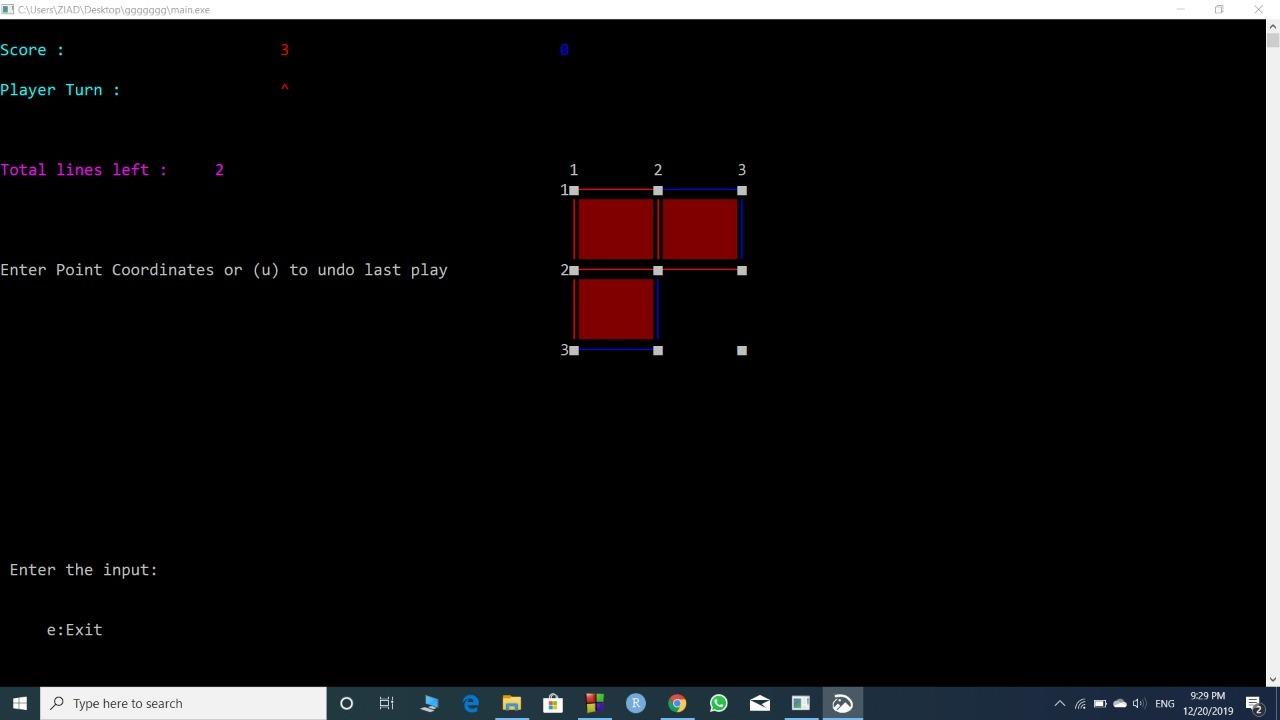 C:\Users\ZIAD\Desktop\ggggggg\main.exe
Score : 3 0
Player Turn : ^
Total lines left : 2 1 2 3
1
Enter Point Coordinates or (u) to undo last play 2
3
Enter the input:
e:Exit
Type here to search
R
ENG
9:29 PM
12/20/2019
2